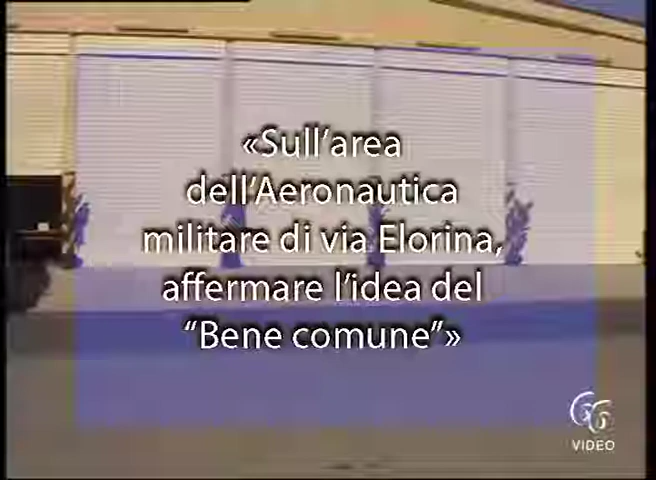 «Sull'area
dell'Aeronautica
militare di via Elorina,
affermare l'idea del
“Bene comune”»
VIDEO